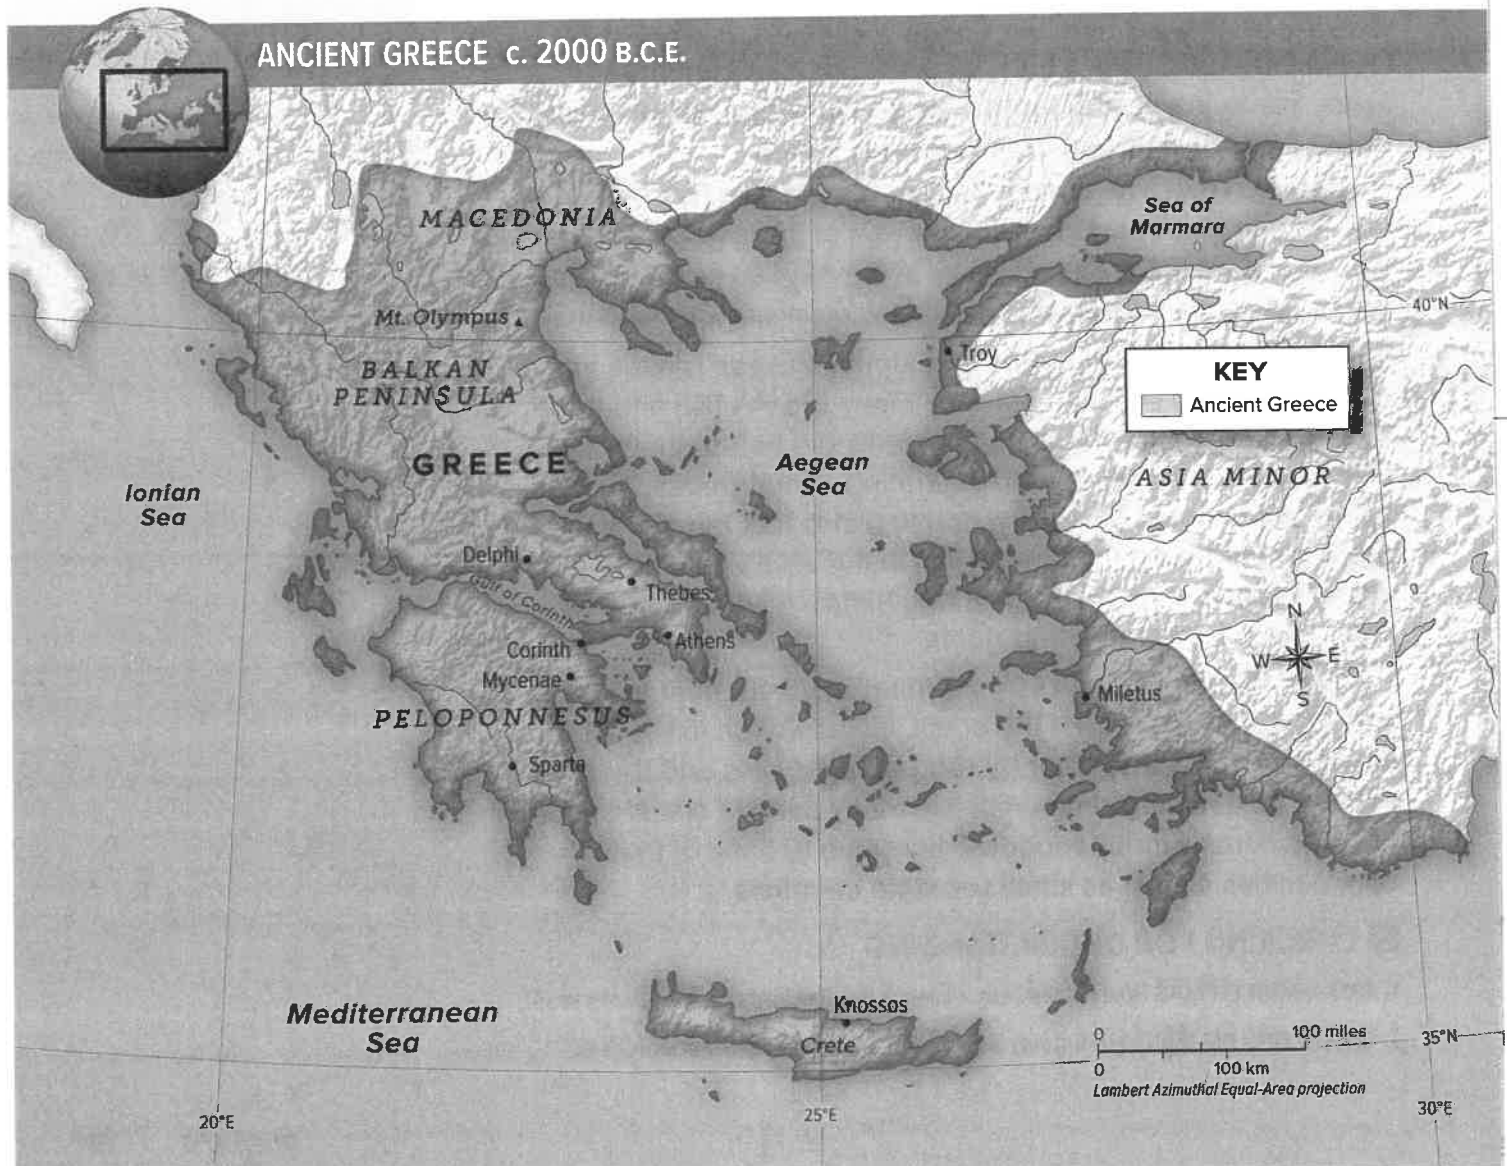 ANCIENT GREECE c. 2000 B.C.E.
MACEDONIA
Sea of
Marmara
40°N
Mt. Olympus
Troy
KEY
Ancient Greece
BALKAN
PENINSULA
GREECE
Aegean
Sea
ASIA MINOR
Ionian
Sea
Delphi
Gulf of Corinth
Thebes
Athens
Corinth
Mycenae
PELOPONNESUS
Sparta
Miletus
N
W
E
S
Mediterranean
Sea
Knossos
Crete
0
100 miles
0
100 km
Lambert Azimuthal Equal-Area projection
35°N
20°E
25°E
30°E